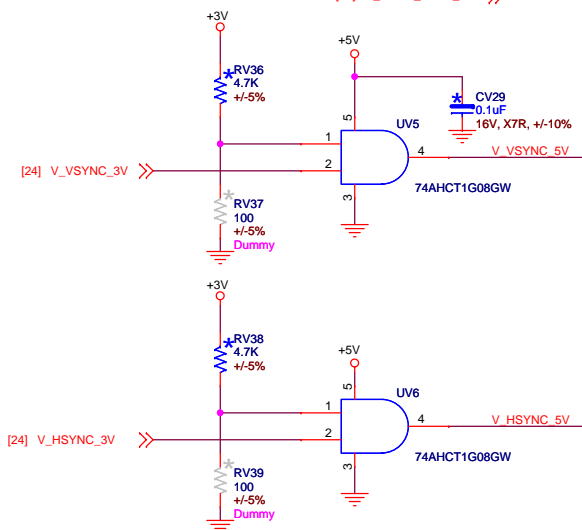 +3V
RV36
4.7K
+/-5%
+5V
CV29
0.1uF
16V, X7R, +/-10%
UV5
5
1
2
4
3
[24] V_VSYNC_3V
V_VSYNC_5V
74AHCT1G08GW
RV37
100
+/-5%
Dummy
+3V
RV38
4.7K
+/-5%
+5V
UV6
5
1
2
4
3
[24] V_HSYNC_3V
V_HSYNC_5V
74AHCT1G08GW
RV39
100
+/-5%
Dummy